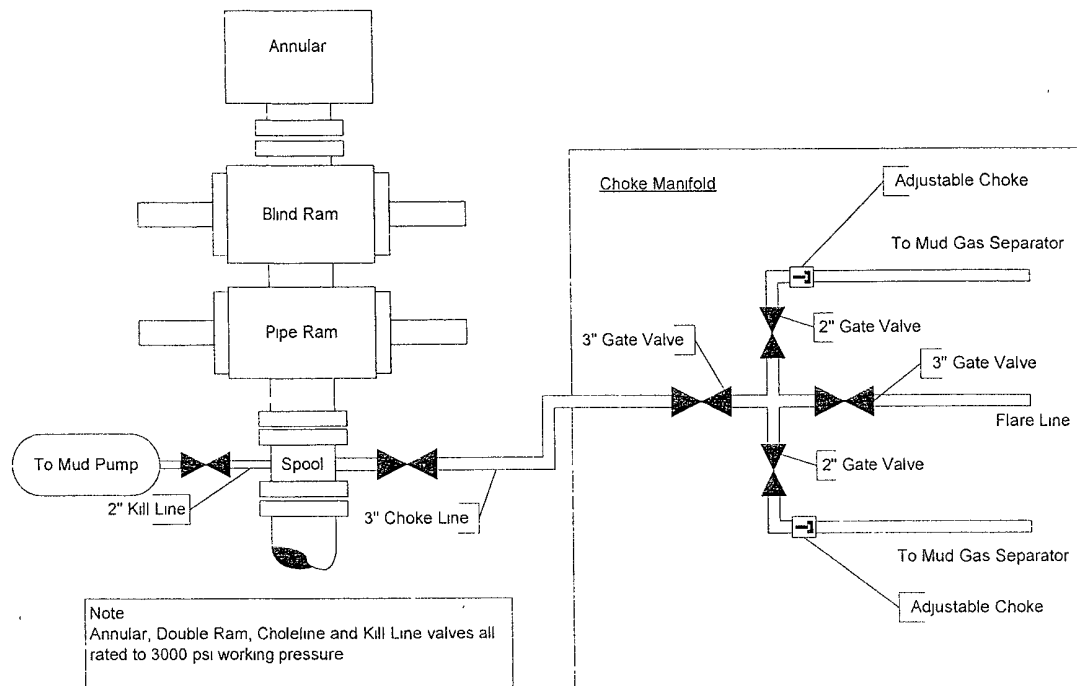 Annular
Blind Ram
Pipe Ram
To Mud Pump
Spool
2" Kill Line
3" Choke Line
Choke Manifold
Adjustable Choke
To Mud Gas Separator
2" Gate Valve
3" Gate Valve
3" Gate Valve
Flare Line
2" Gate Valve
To Mud Gas Separator
Adjustable Choke
Note
Annular, Double Ram, Choleline and Kill Line valves all
rated to 3000 psi working pressure